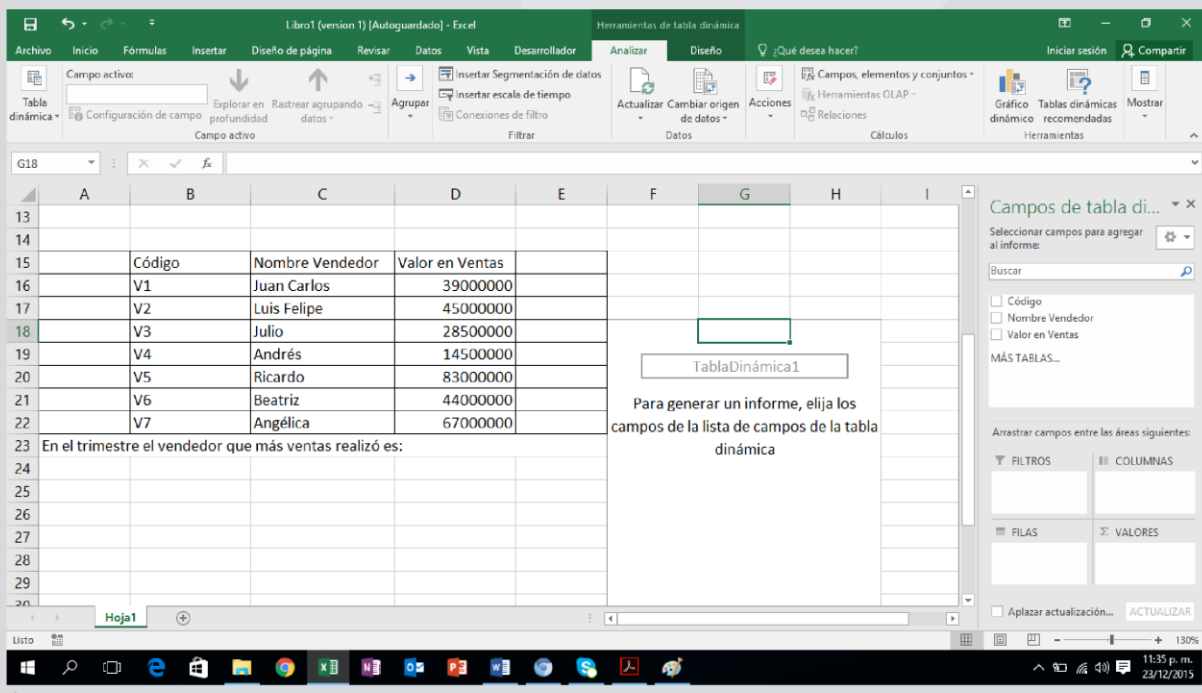 Libro1 (version 1) [Autoguardado] - Excel
Herramientas de tabla dinámica
Archivo Inicio Fórmulas Insertar Diseño de página Revisar Datos Vista Desarrollador Analizar Diseño ¿Qué desea hacer? Iniciar sesión Compartir
Tabla dinámica
Campo activo:
Configuración de campo
Explorar en profundidad
Rastrear agrupando datos
Campo activo
Agrupar
Insertar Segmentación de datos
Insertar escala de tiempo
Conexiones de filtro
Filtrar
Actualizar
Cambiar origen de datos
Datos
Acciones
Campos, elementos y conjuntos
Herramientas OLAP
Relaciones
Cálculos
Gráfico dinámico
Tablas dinámicas recomendadas
Herramientas
Mostrar
G18 fx
A B C D E F G H I
13
14
15 Código Nombre Vendedor Valor en Ventas
16 V1 Juan Carlos 39000000
17 V2 Luis Felipe 45000000
18 V3 Julio 28500000
19 V4 Andrés 14500000
20 V5 Ricardo 83000000
21 V6 Beatriz 44000000
22 V7 Angélica 67000000
23 En el trimestre el vendedor que más ventas realizó es:
24
25
26
27
28
29
30
TablaDinámica1
Para generar un informe, elija los
campos de la lista de campos de la tabla
dinámica
Campos de tabla di...
Seleccionar campos para agregar
al informe:
Buscar
Código
Nombre Vendedor
Valor en Ventas
MÁS TABLAS...
Arrastrar campos entre las áreas siguientes:
FILTROS COLUMNAS
FILAS Σ VALORES
Aplazar actualización... ACTUALIZAR
Hoja1
Listo 130%
11:35 p. m.
23/12/2015